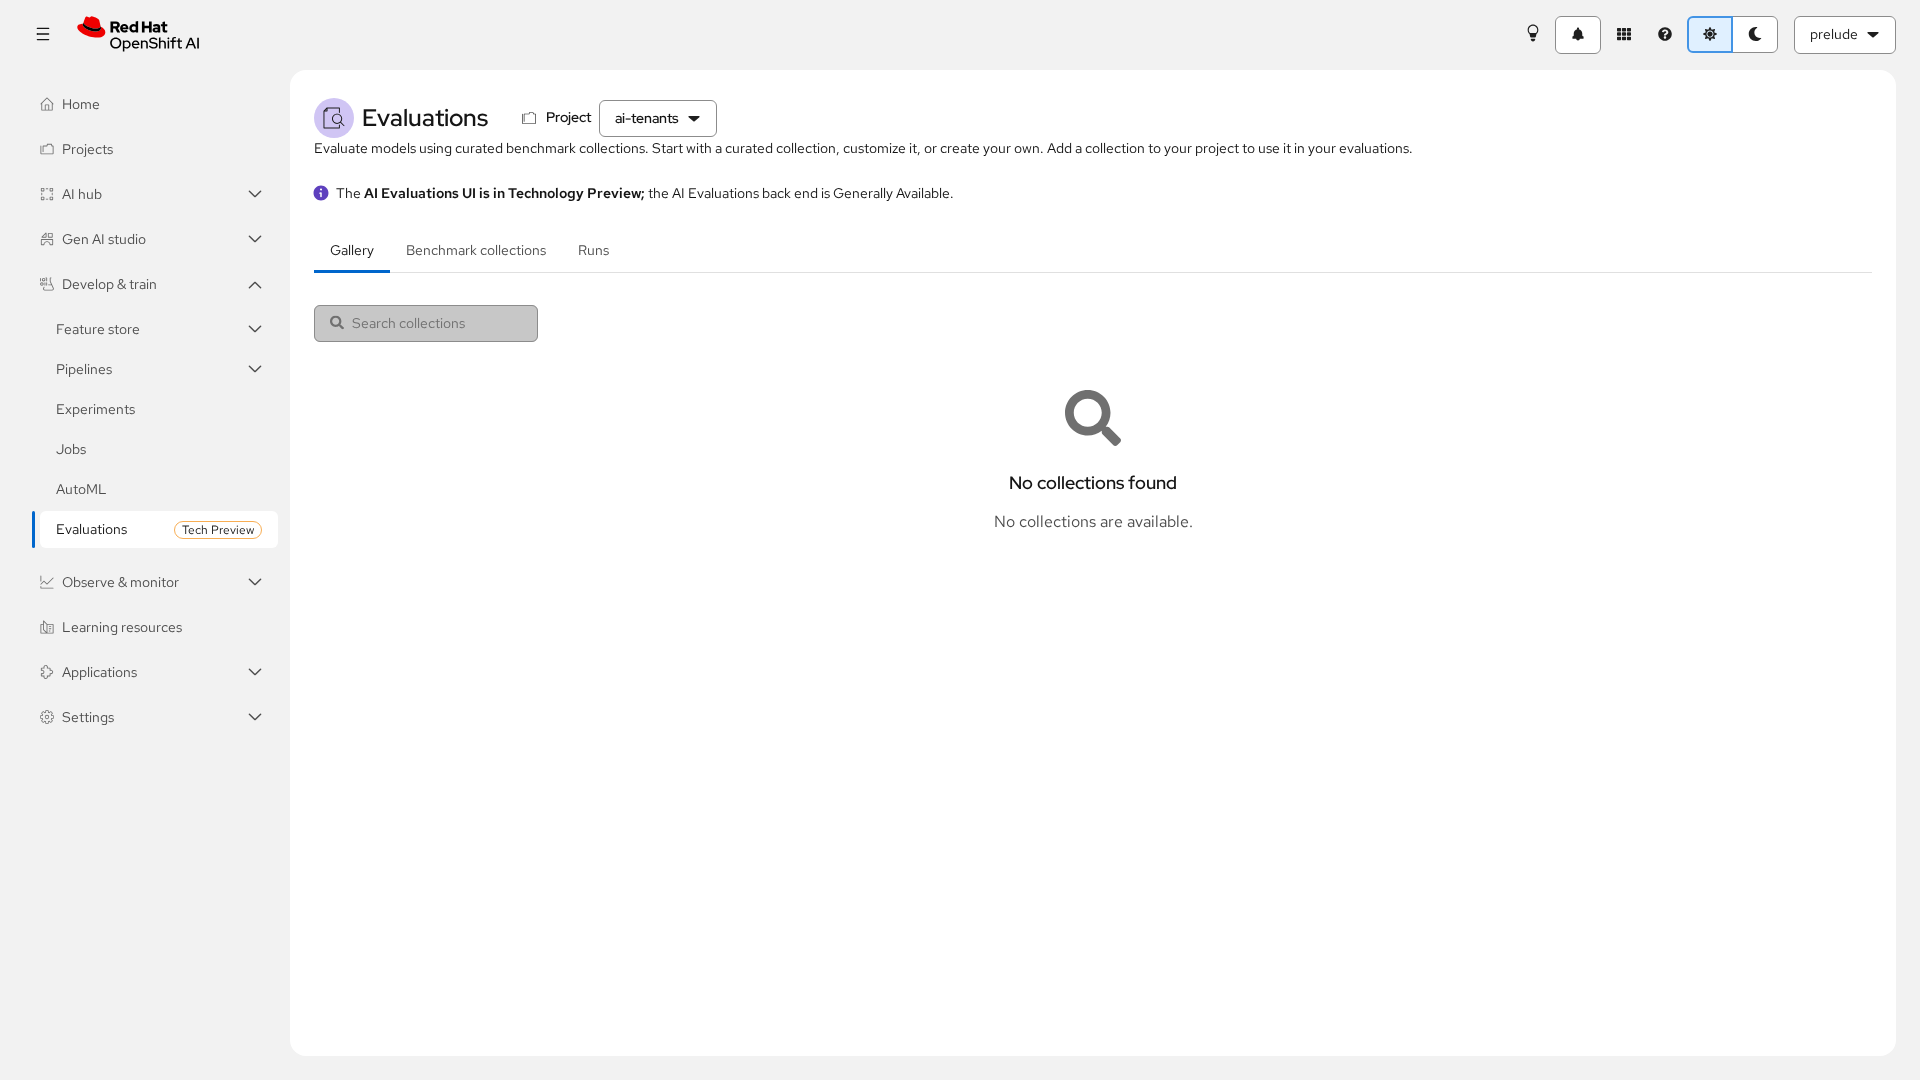 Red Hat
OpenShift AI
prelude
Home
Projects
AI hub
Gen AI studio
Develop & train
Feature store
Pipelines
Experiments
Jobs
AutoML
Evaluations
Tech Preview
Observe & monitor
Learning resources
Applications
Settings
Evaluations
Project
ai-tenants
Evaluate models using curated benchmark collections. Start with a curated collection, customize it, or create your own. Add a collection to your project to use it in your evaluations.
The AI Evaluations UI is in Technology Preview; the AI Evaluations back end is Generally Available.
Gallery
Benchmark collections
Runs
Search collections
No collections found
No collections are available.